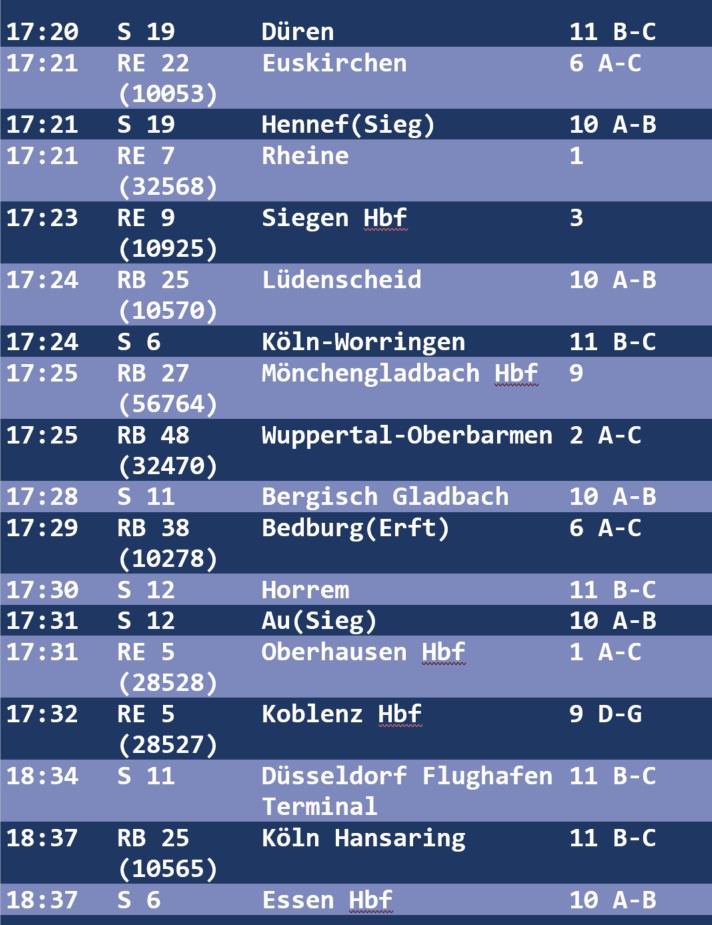 17:20 S 19 Düren 11 B-C
17:21 RE 22 Euskirchen 6 A-C
(10053)
17:21 S 19 Hennef(Sieg) 10 A-B
17:21 RE 7 Rheine 1
(32568)
17:23 RE 9 Siegen Hbf 3
(10925)
17:24 RB 25 Lüdenscheid 10 A-B
(10570)
17:24 S 6 Köln-Worringen 11 B-C
17:25 RB 27 Mönchengladbach Hbf 9
(56764)
17:25 RB 48 Wuppertal-Oberbarmen 2 A-C
(32470)
17:28 S 11 Bergisch Gladbach 10 A-B
17:29 RB 38 Bedburg(Erft) 6 A-C
(10278)
17:30 S 12 Horrem 11 B-C
17:31 S 12 Au(Sieg) 10 A-B
17:31 RE 5 Oberhausen Hbf 1 A-C
(28528)
17:32 RE 5 Koblenz Hbf 9 D-G
(28527)
18:34 S 11 Düsseldorf Flughafen 11 B-C
Terminal
18:37 RB 25 Köln Hansaring 11 B-C
(10565)
18:37 S 6 Essen Hbf 10 A-B